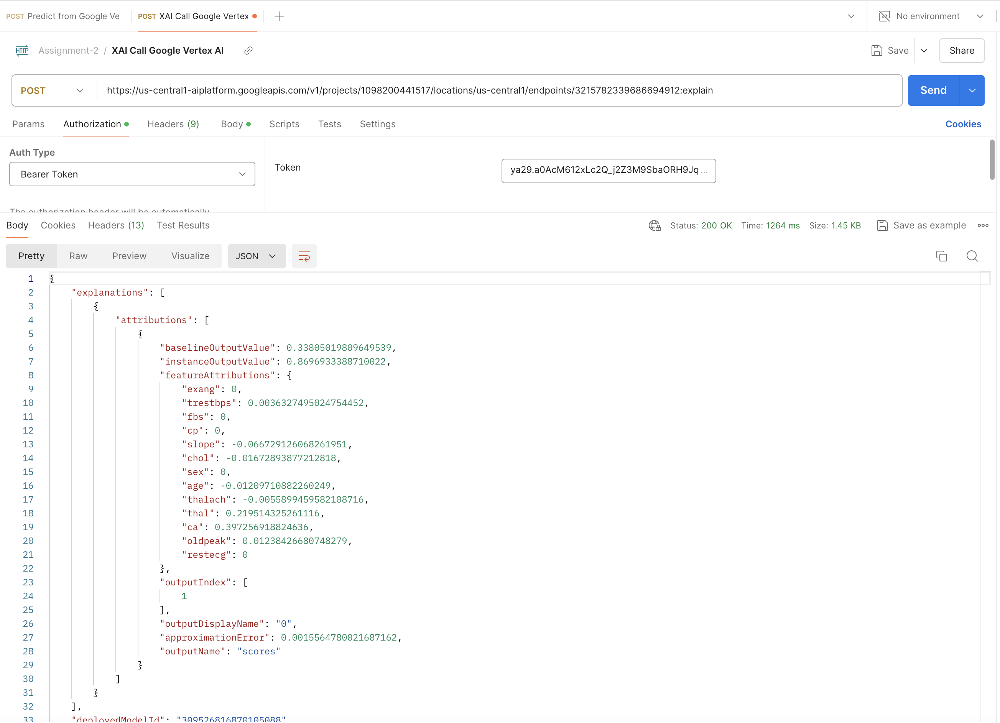 POST Predict from Google Ve
POST XAI Call Google Vertex
No environment
HTTP Assignment-2 / XAI Call Google Vertex AI
Save
Share
POST
https://us-central1-aiplatform.googleapis.com/v1/projects/1098200441517/locations/us-central1/endpoints/3215782339686694912:explain
Send
Params Authorization Headers (9) Body Scripts Tests Settings
Cookies
Auth Type
Bearer Token
Token
ya29.a0AcM612xLc2Q_j2Z3M9SbaORH9Jq...
The authorization header will be automatically
Body Cookies Headers (13) Test Results
Status: 200 OK Time: 1264 ms Size: 1.45 KB
Save as example
Pretty Raw Preview Visualize JSON
1 {
2 "explanations": [
3 {
4 "attributions": [
5 {
6 "baselineOutputValue": 0.33805019809649539,
7 "instanceOutputValue": 0.8696933388710022,
8 "featureAttributions": {
9 "exang": 0,
10 "trestbps": 0.0036327495024754452,
11 "fbs": 0,
12 "cp": 0,
13 "slope": -0.066729126068261951,
14 "chol": -0.01672893877212818,
15 "sex": 0,
16 "age": -0.01209710882260249,
17 "thalach": -0.0055899459582108716,
18 "thal": 0.219514325261116,
19 "ca": 0.397256918824636,
20 "oldpeak": 0.01238426680748279,
21 "restecg": 0
22 },
23 "outputIndex": [
24 1
25 ],
26 "outputDisplayName": "0",
27 "approximationError": 0.0015564780021687162,
28 "outputName": "scores"
29 }
30 ]
31 }
32 ],
33 "deployedModelId": "309526816870105088",